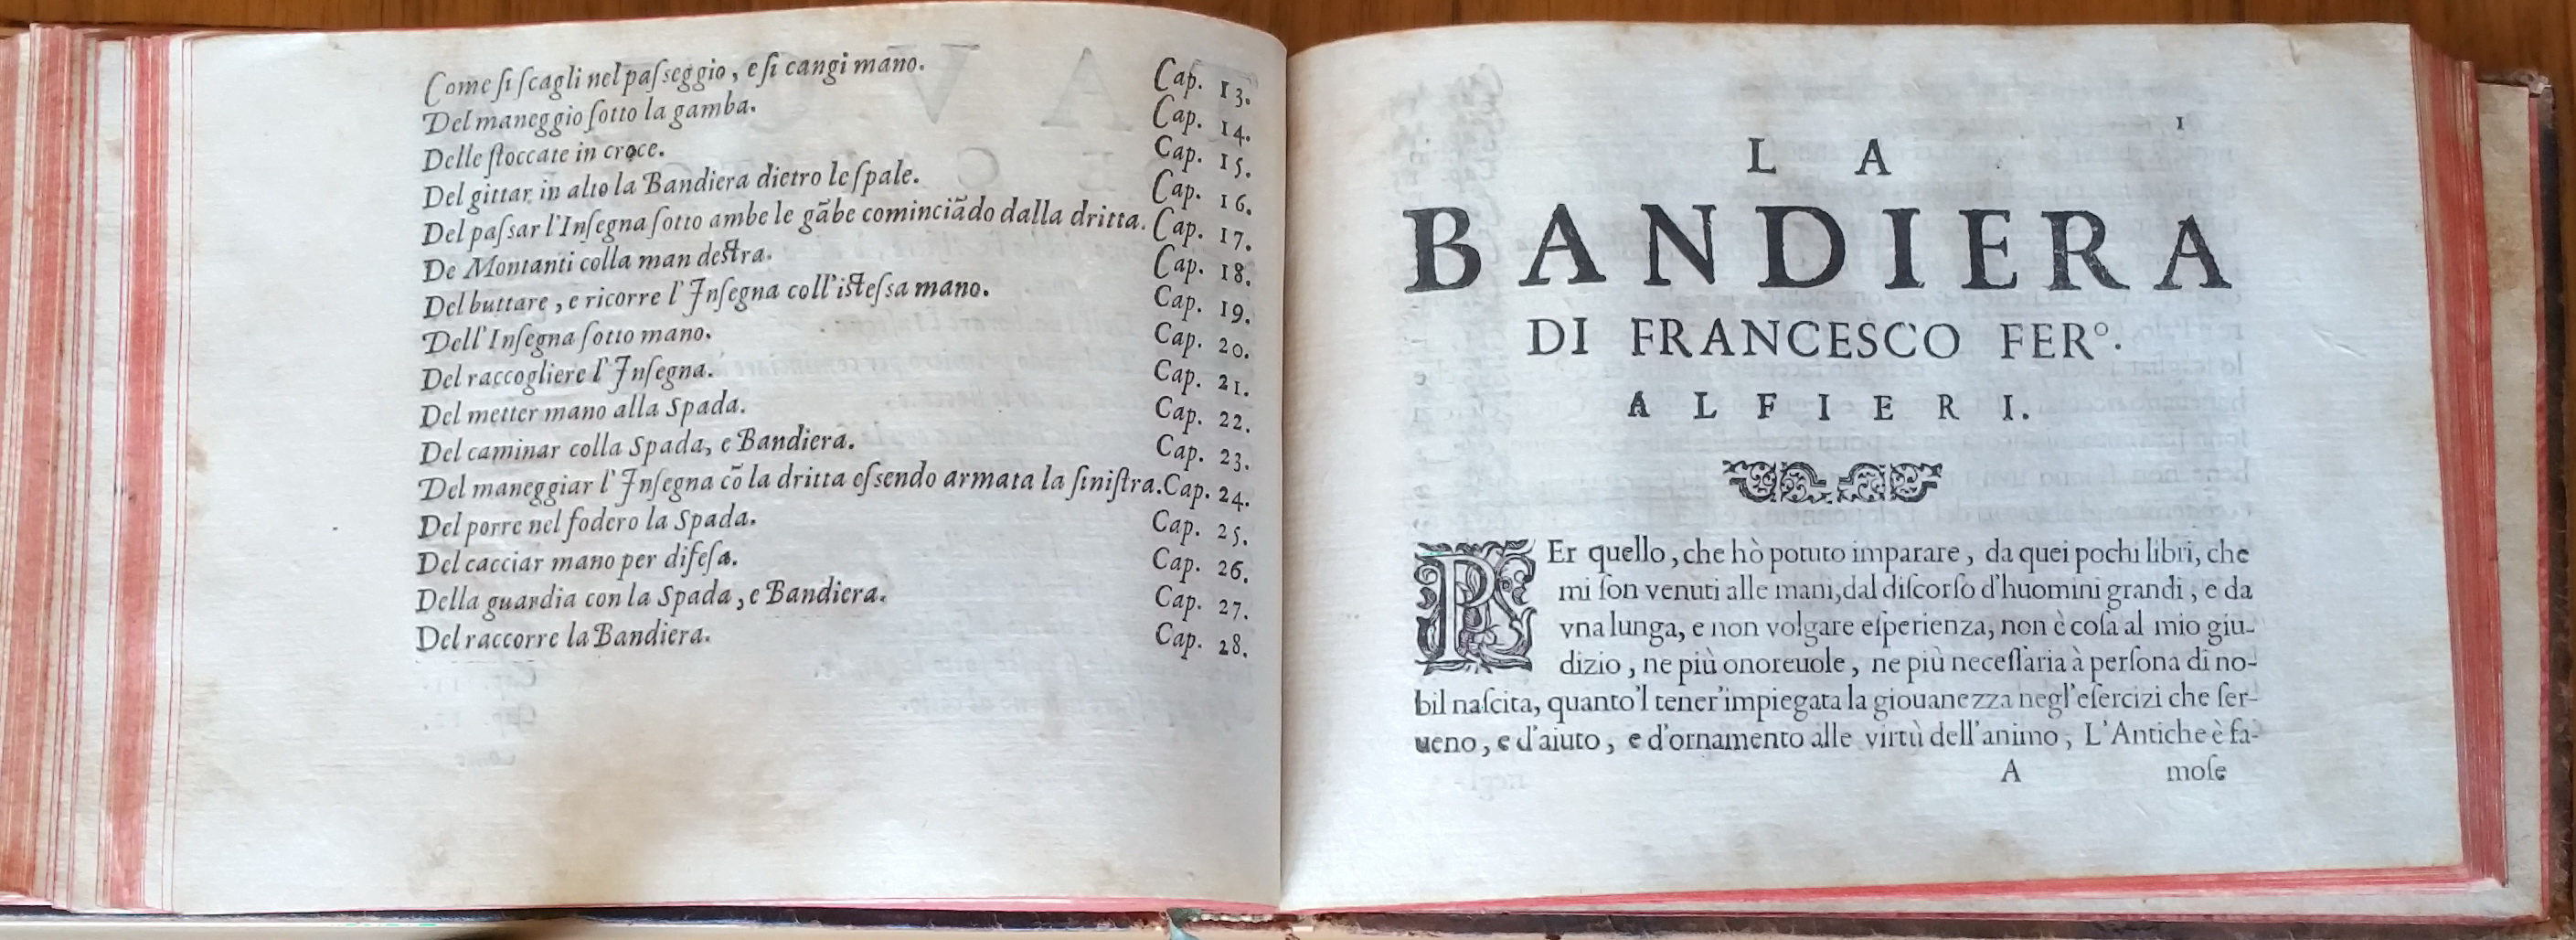 Come ſi ſcagli nel paſseggio, e ſi cangi mano. Cap. 13.
Del maneggio ſotto la gamba. Cap. 14.
Delle ſtoccate in croce. Cap. 15.
Del gittar in alto la Bandiera dietro le ſpale. Cap. 16.
Del paſsar l'Inſegna ſotto ambe le gãbe cominciãdo dalla dritta. Cap. 17.
De Montanti colla man deſtra. Cap. 18.
Del buttare, e ricorre l'Inſegna coll'iſteſsa mano. Cap. 19.
Dell'Inſegna ſotto mano. Cap. 20.
Del raccogliere l'Inſegna. Cap. 21.
Del metter mano alla Spada. Cap. 22.
Del caminar colla Spada, e Bandiera. Cap. 23.
Del maneggiar l'Inſegna cõ la dritta eſsendo armata la ſiniſtra. Cap. 24.
Del porre nel fodero la Spada. Cap. 25.
Del cacciar mano per difeſa. Cap. 26.
Della guardia con la Spada, e Bandiera. Cap. 27.
Del raccorre la Bandiera. Cap. 28.
1
LA
BANDIERA
DI FRANCESCO FER°.
ALFIERI.
PEr quello, che hò potuto imparare, da quei pochi libri, che
mi ſon venuti alle mani, dal diſcorſo d'huomini grandi, e da
vna lunga, e non volgare eſperienza, non è coſa al mio giu-
dizio, ne più onoreuole, ne più neceſſaria à perſona di no-
bil naſcita, quanto'l tener'impiegata la giouanezza negl'eſercizi che ſer-
ueno, e d'aiuto, e d'ornamento alle virtù dell'animo, L'Antiche è fa-
A moſe